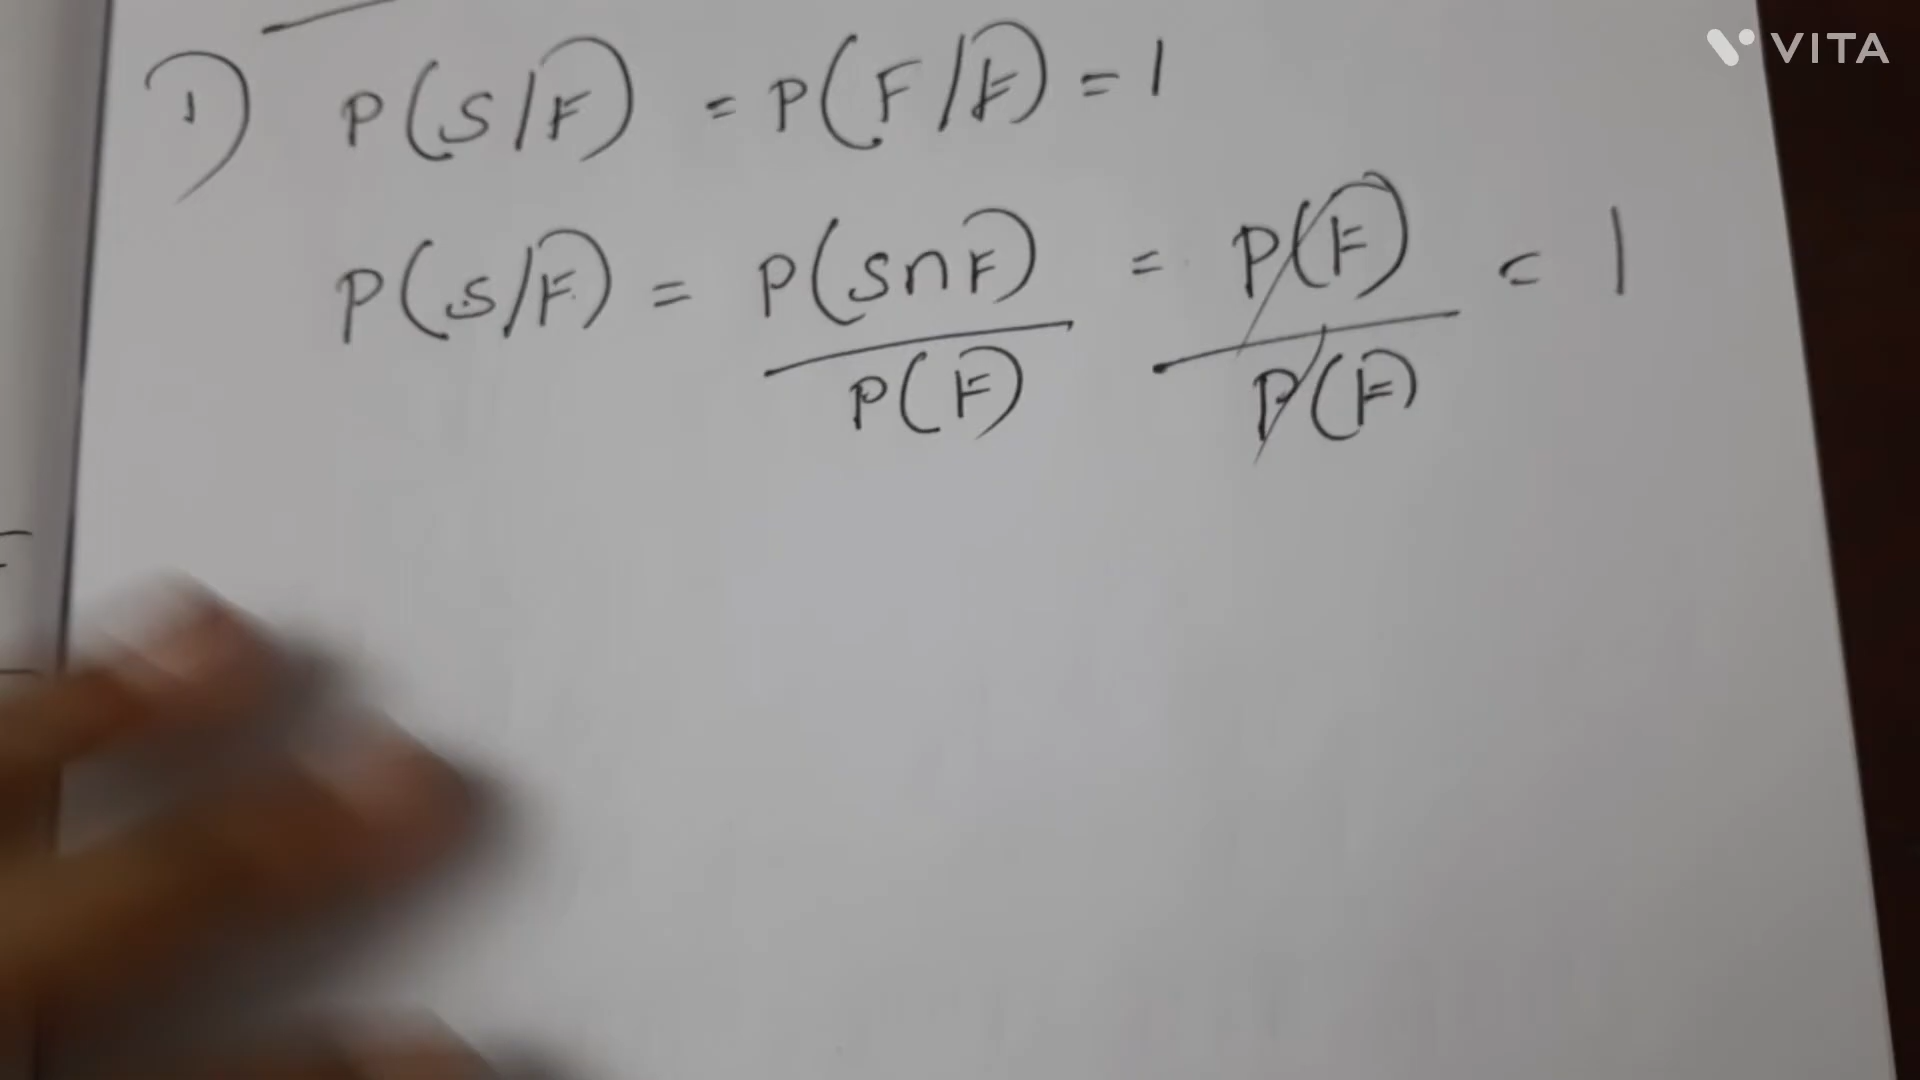 VITA
1) P(S/F) = P(F/F) = 1
P(S/F) = P(S∩F) / P(F) = P(F) / P(F) = 1